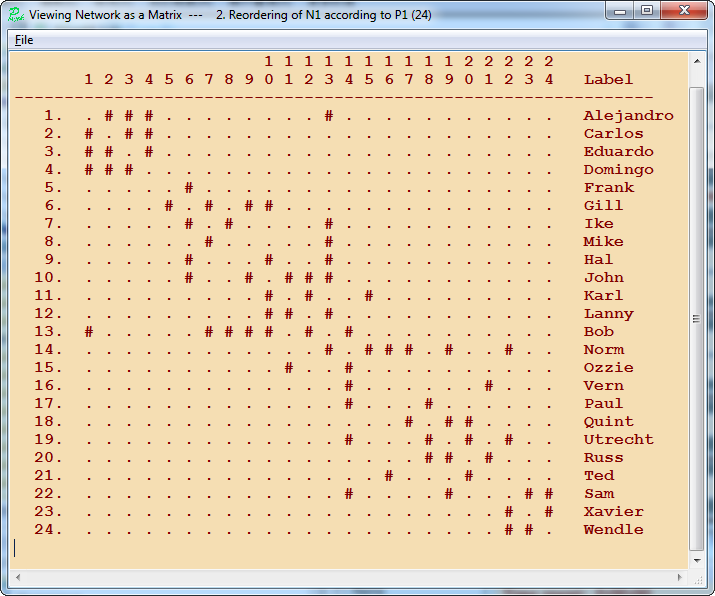 Viewing Network as a Matrix --- 2. Reordering of N1 according to P1 (24)
File
1 1 1 1 1 1 1 1 1 1 2 2 2 2 2
1 2 3 4 5 6 7 8 9 0 1 2 3 4 5 6 7 8 9 0 1 2 3 4 Label
-----------------------------------------------------------------
1. . # # # . . . . . . . . # . . . . . . . . . . . Alejandro
2. # . # # . . . . . . . . . . . . . . . . . . . . Carlos
3. # # . # . . . . . . . . . . . . . . . . . . . . Eduardo
4. # # # . . . . . . . . . . . . . . . . . . . . . Domingo
5. . . . . . # . . . . . . . . . . . . . . . . . . Frank
6. . . . . # . # . # # . . . . . . . . . . . . . . Gill
7. . . . . . # . # . . . . # . . . . . . . . . . . Ike
8. . . . . . . # . . . . . # . . . . . . . . . . . Mike
9. . . . . . # . . . # . . # . . . . . . . . . . . Hal
10. . . . . . # . . # . # # # . . . . . . . . . . . John
11. . . . . . . . . . # . # . . # . . . . . . . . . Karl
12. . . . . . . . . . # # . # . . . . . . . . . . . Lanny
13. # . . . . . # # # # . # . # . . . . . . . . . . Bob
14. . . . . . . . . . . . . # . # # # . # . . # . . Norm
15. . . . . . . . . . . # . . # . . . . . . . . . . Ozzie
16. . . . . . . . . . . . . . # . . . . . . # . . . Vern
17. . . . . . . . . . . . . . # . . . # . . . . . . Paul
18. . . . . . . . . . . . . . . . . # . # # . . . . Quint
19. . . . . . . . . . . . . . # . . . # . # . # . . Utrecht
20. . . . . . . . . . . . . . . . . . # # . # . . . Russ
21. . . . . . . . . . . . . . . . # . . . # . . . . Ted
22. . . . . . . . . . . . . . # . . . . # . . . # # Sam
23. . . . . . . . . . . . . . . . . . . . . . # . # Xavier
24. . . . . . . . . . . . . . . . . . . . . . # # . Wendle